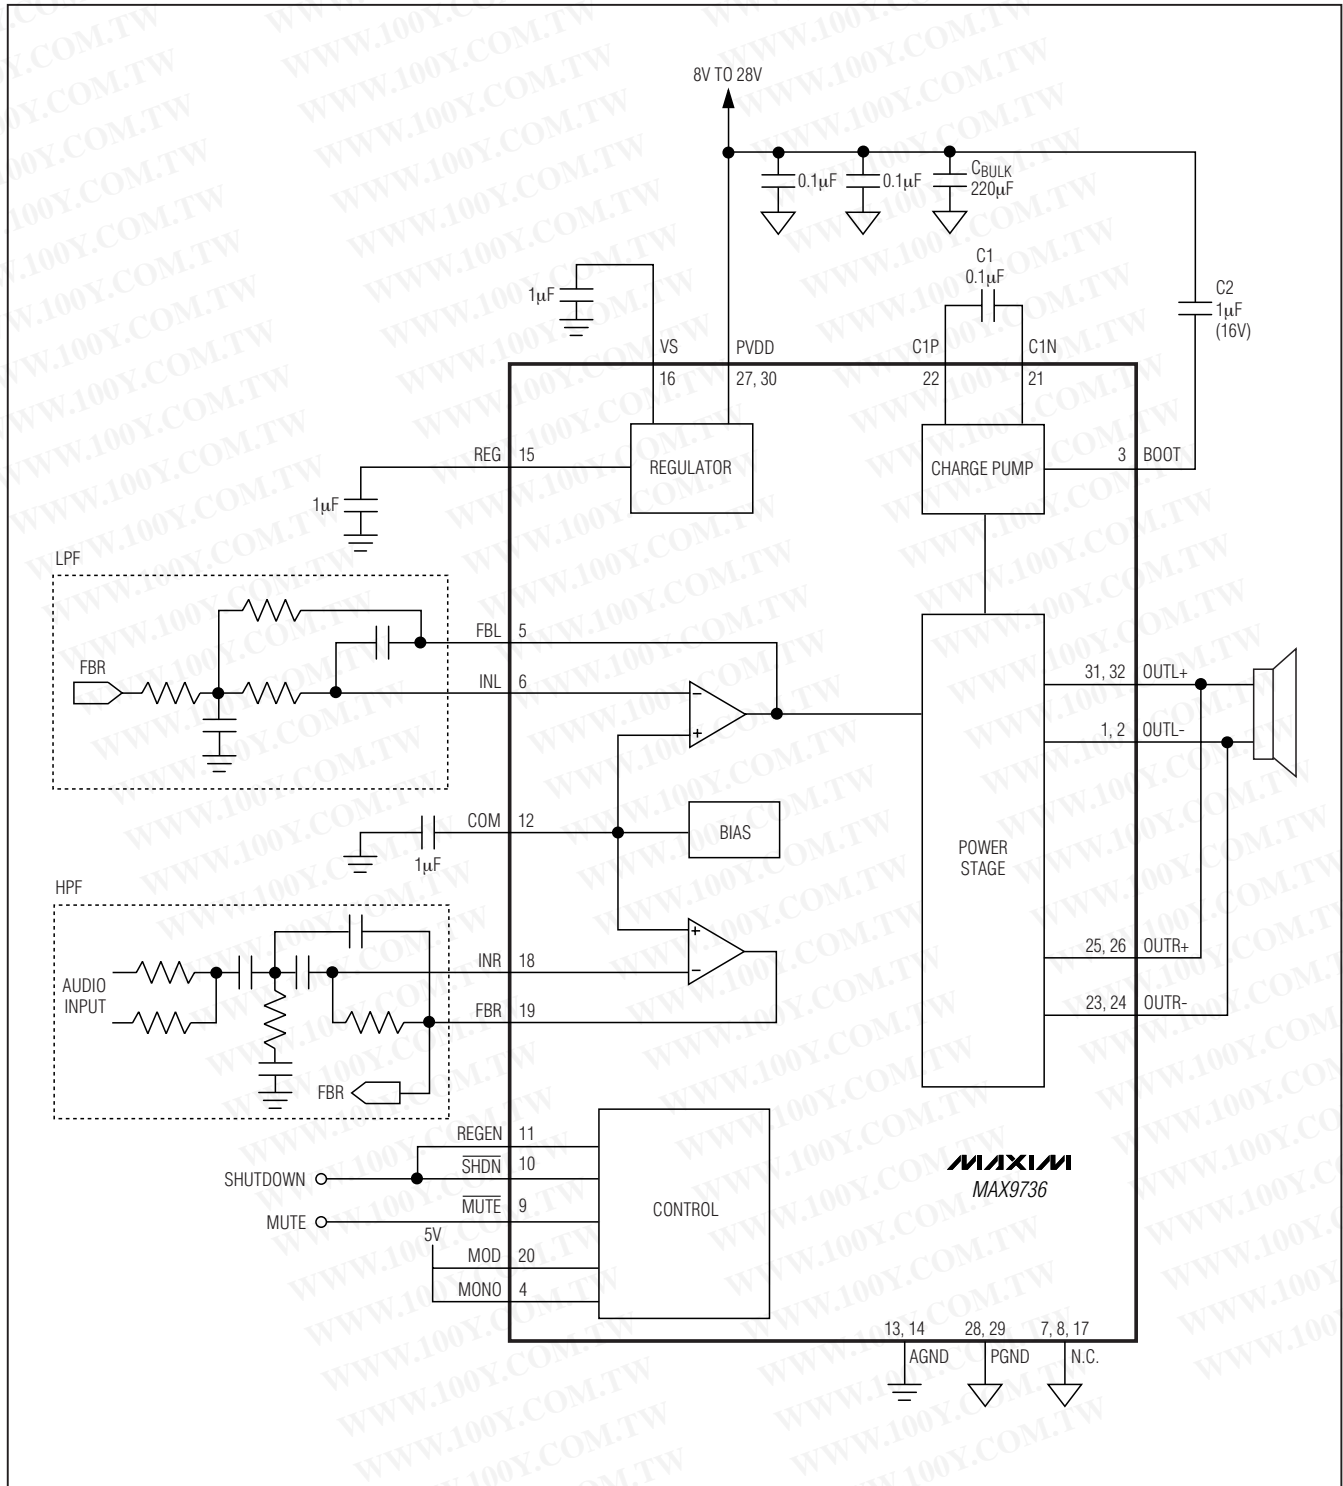 8V TO 28V
0.1μF
0.1μF
CBULK
220μF
C1
0.1μF
1μF
C2
1μF
(16V)
VS
PVDD
C1P
C1N
16
27, 30
22
21
REG
15
REGULATOR
CHARGE PUMP
3
BOOT
1μF
LPF
FBL
5
FBR
INL
6
31, 32
OUTL+
1, 2
OUTL-
COM
12
BIAS
1μF
POWER
STAGE
HPF
AUDIO
INPUT
INR
18
25, 26
OUTR+
FBR
19
23, 24
OUTR-
FBR
REGEN
11
SHDN
10
SHUTDOWN
MUTE
9
MUTE
CONTROL
MAXIM
MAX9736
5V
MOD
20
MONO
4
13, 14
28, 29
7, 8, 17
AGND
PGND
N.C.
WWW.100Y.COM.TW